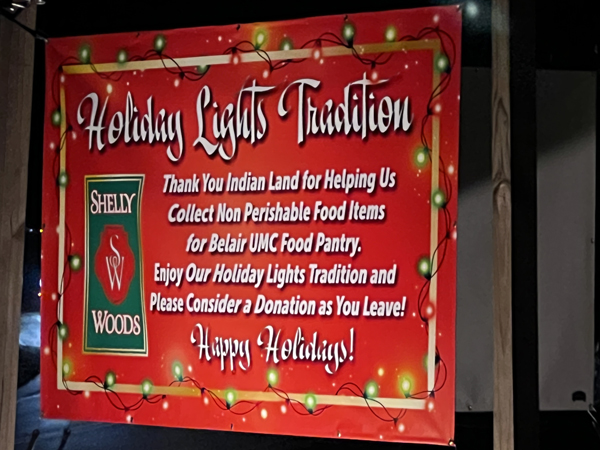 Holiday Lights Tradition
Thank You Indian Land for Helping Us
Collect Non Perishable Food Items
for Belair UMC Food Pantry.
Enjoy Our Holiday Lights Tradition and
Please Consider a Donation as You Leave!
Happy Holidays!
SHELLY
SW
WOODS